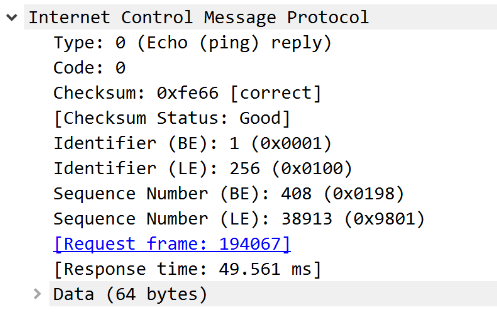 Internet Control Message Protocol
Type: 0 (Echo (ping) reply)
Code: 0
Checksum: 0xfe66 [correct]
[Checksum Status: Good]
Identifier (BE): 1 (0x0001)
Identifier (LE): 256 (0x0100)
Sequence Number (BE): 408 (0x0198)
Sequence Number (LE): 38913 (0x9801)
[Request frame: 194067]
[Response time: 49.561 ms]
Data (64 bytes)